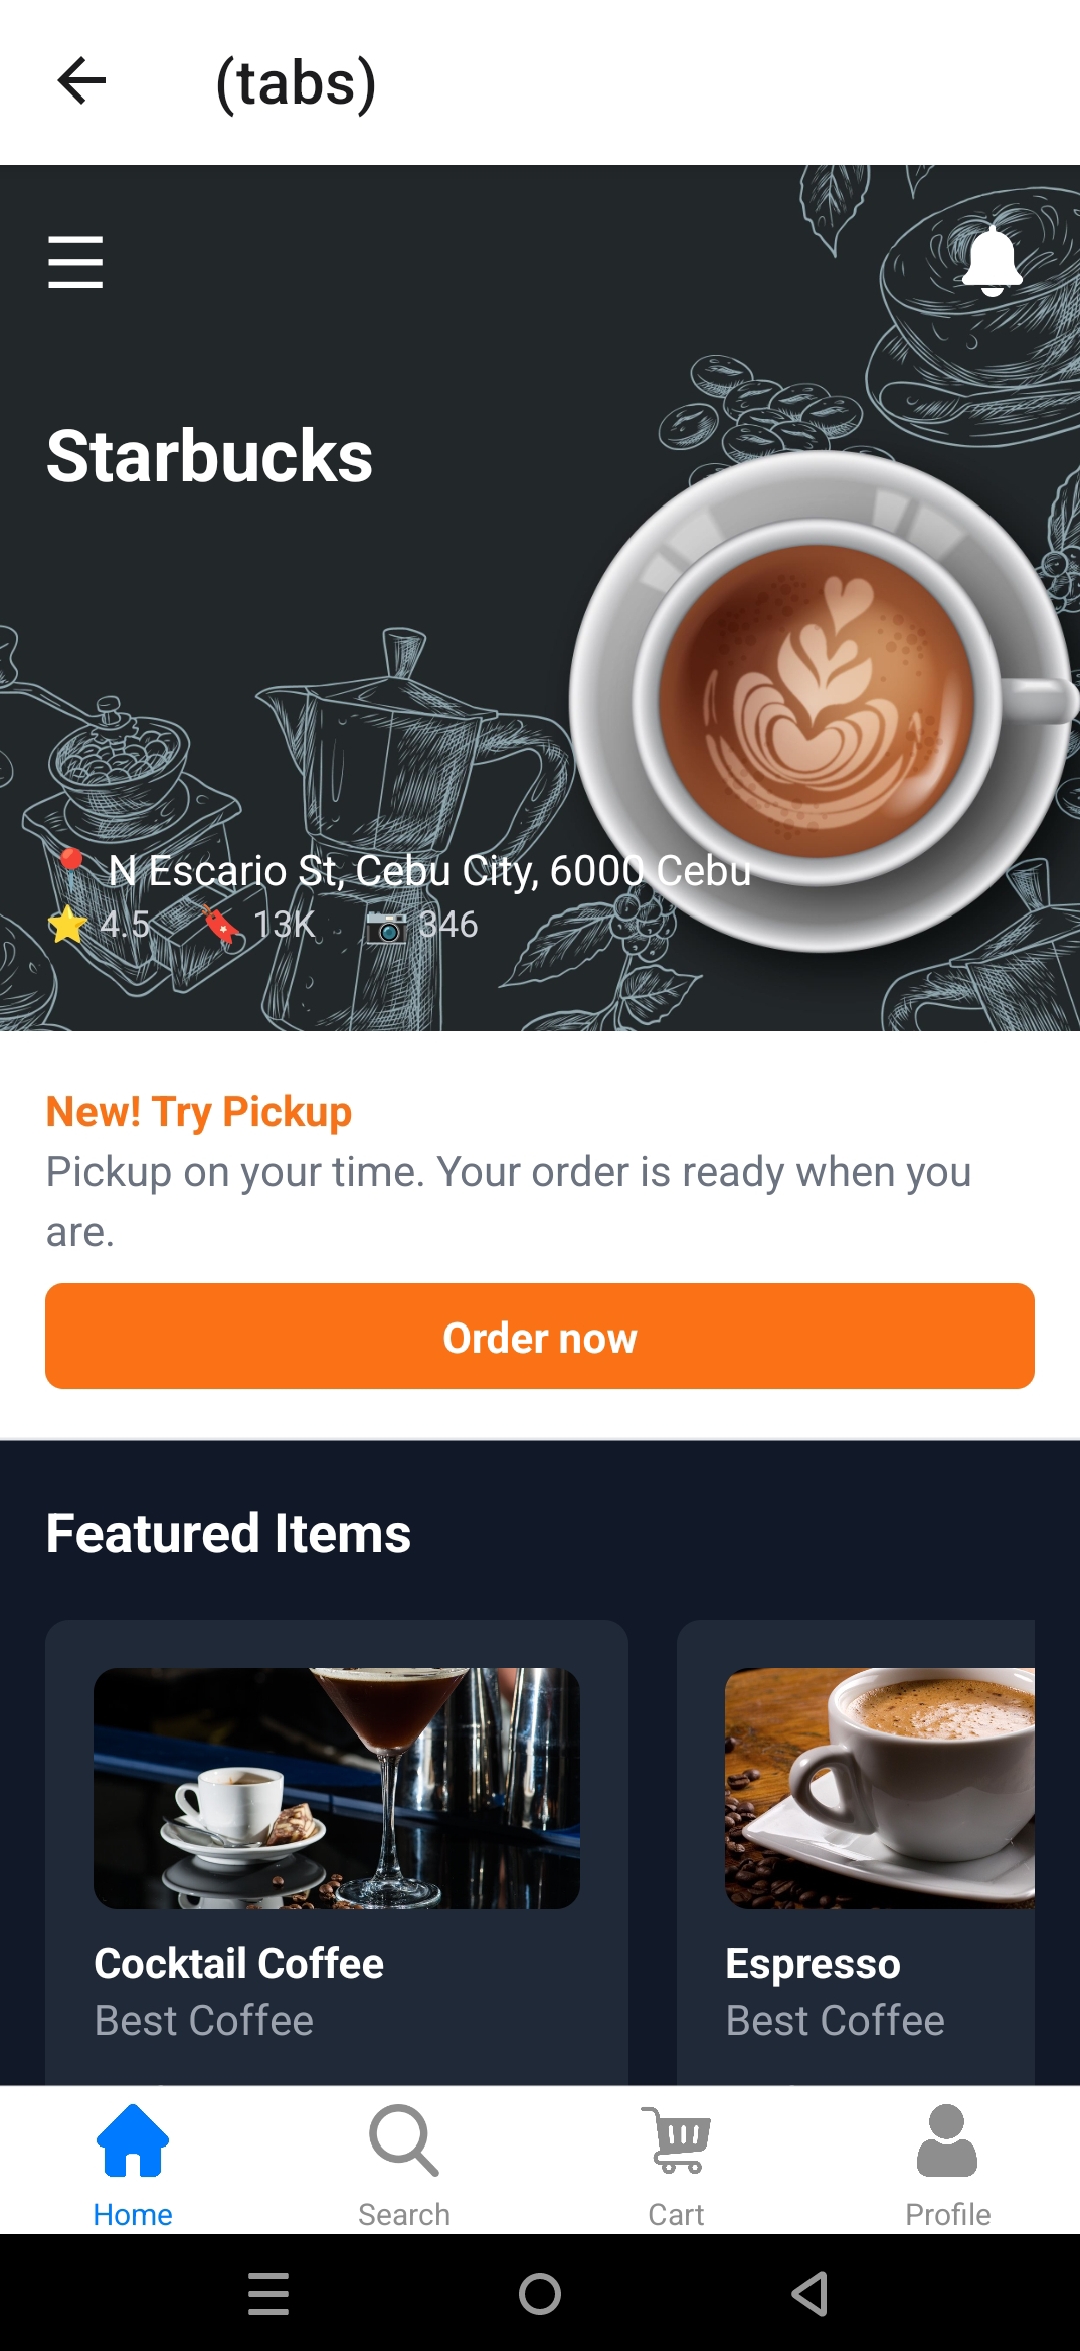 (tabs)
Starbucks
📍 N Escario St, Cebu City, 6000 Cebu
⭐ 4.5 🔖 13K 📷 346
New! Try Pickup
Pickup on your time. Your order is ready when you
are.
Order now
Featured Items
Cocktail Coffee
Best Coffee
Espresso
Best Coffee
Home
Search
Cart
Profile